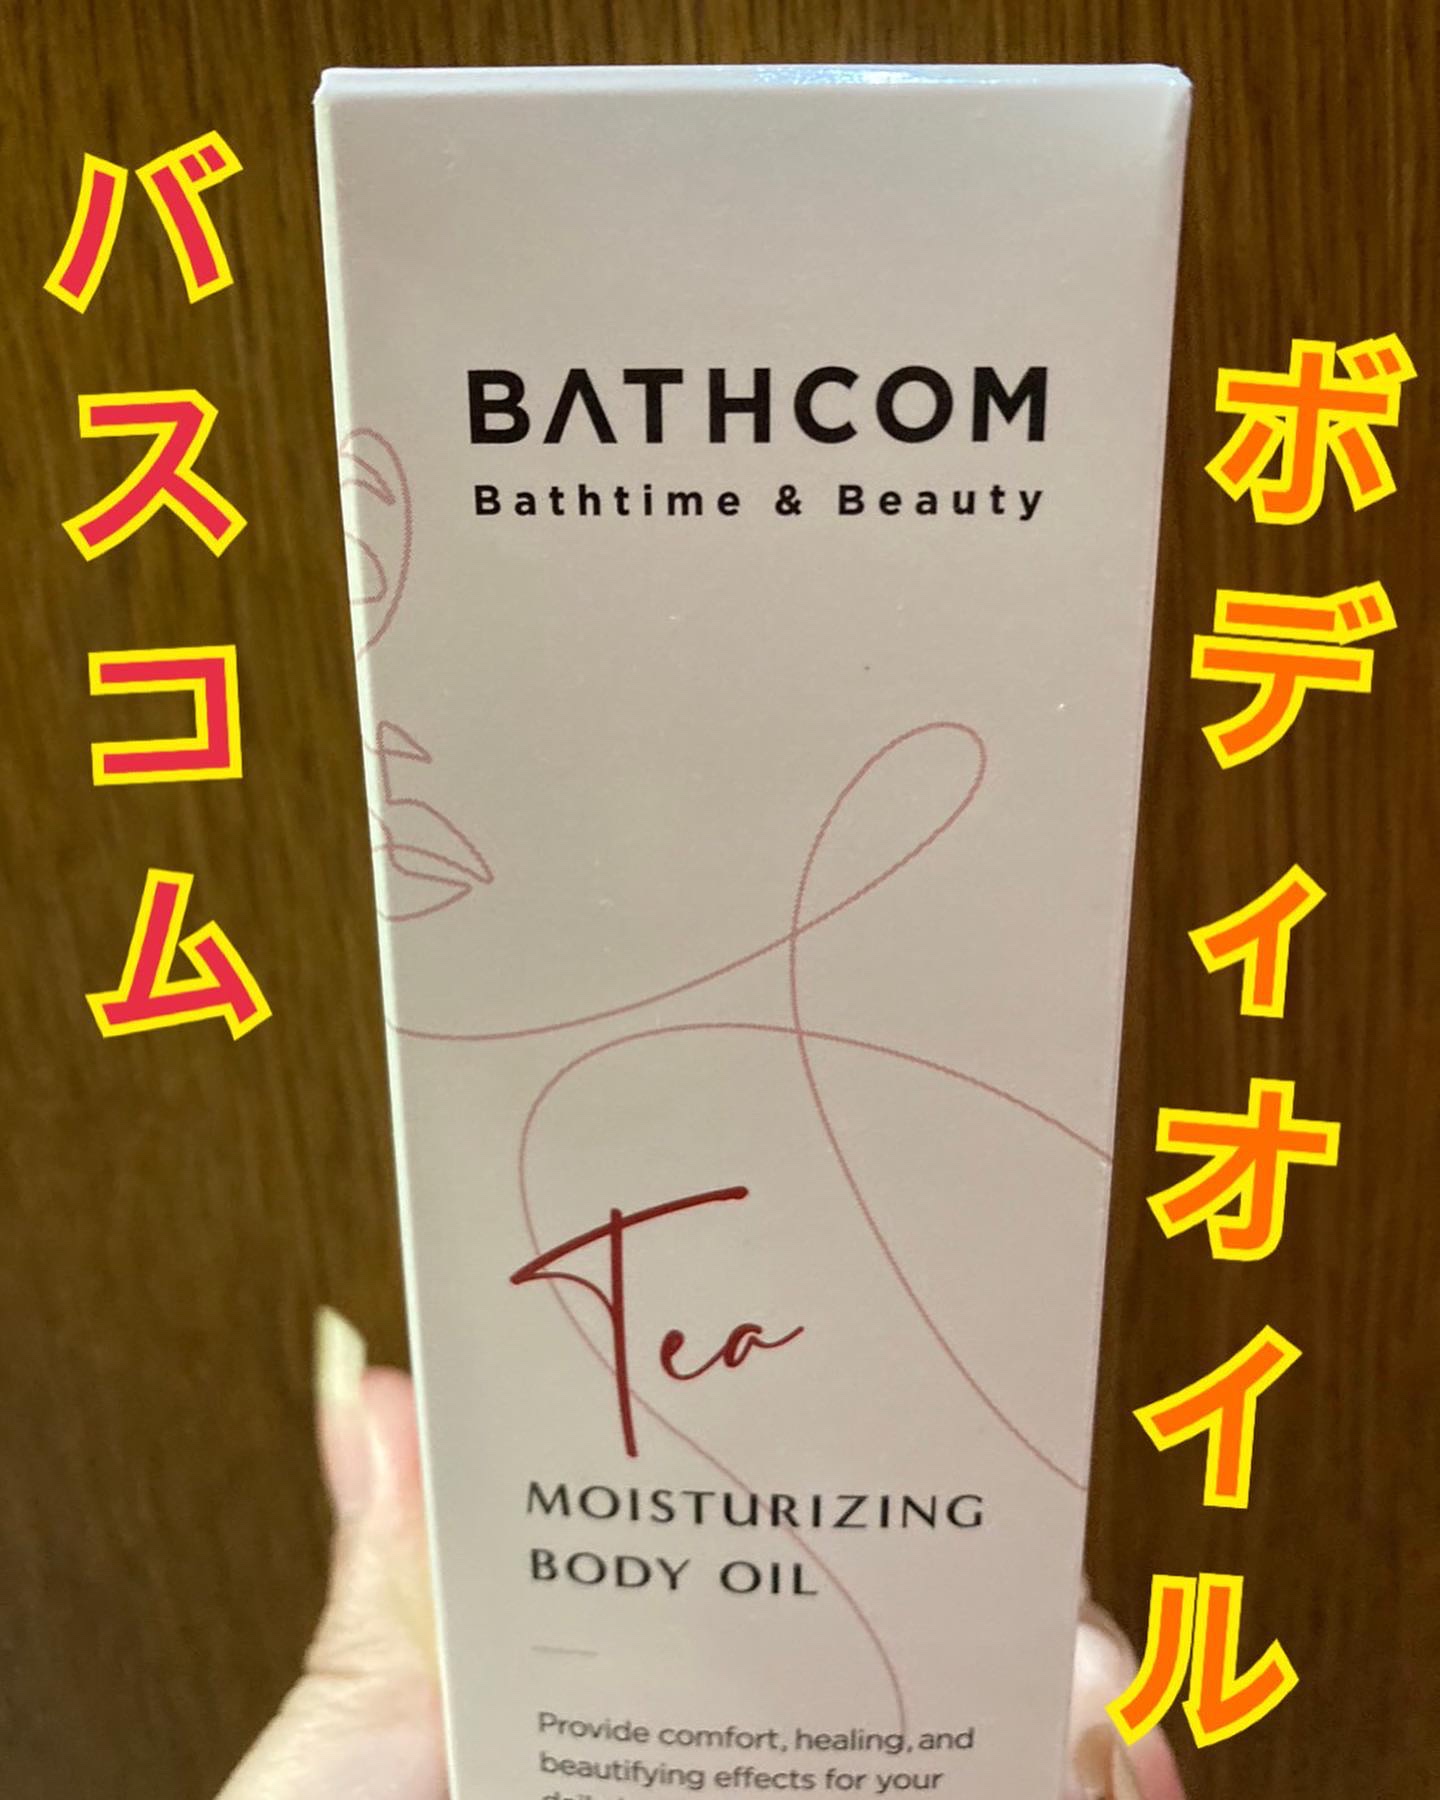 バスコム
ボディオイル
BATHCOM
Bathtime & Beauty
Tea
MOISTURIZING
BODY OIL
Provide comfort, healing, and
beautifying effects for your